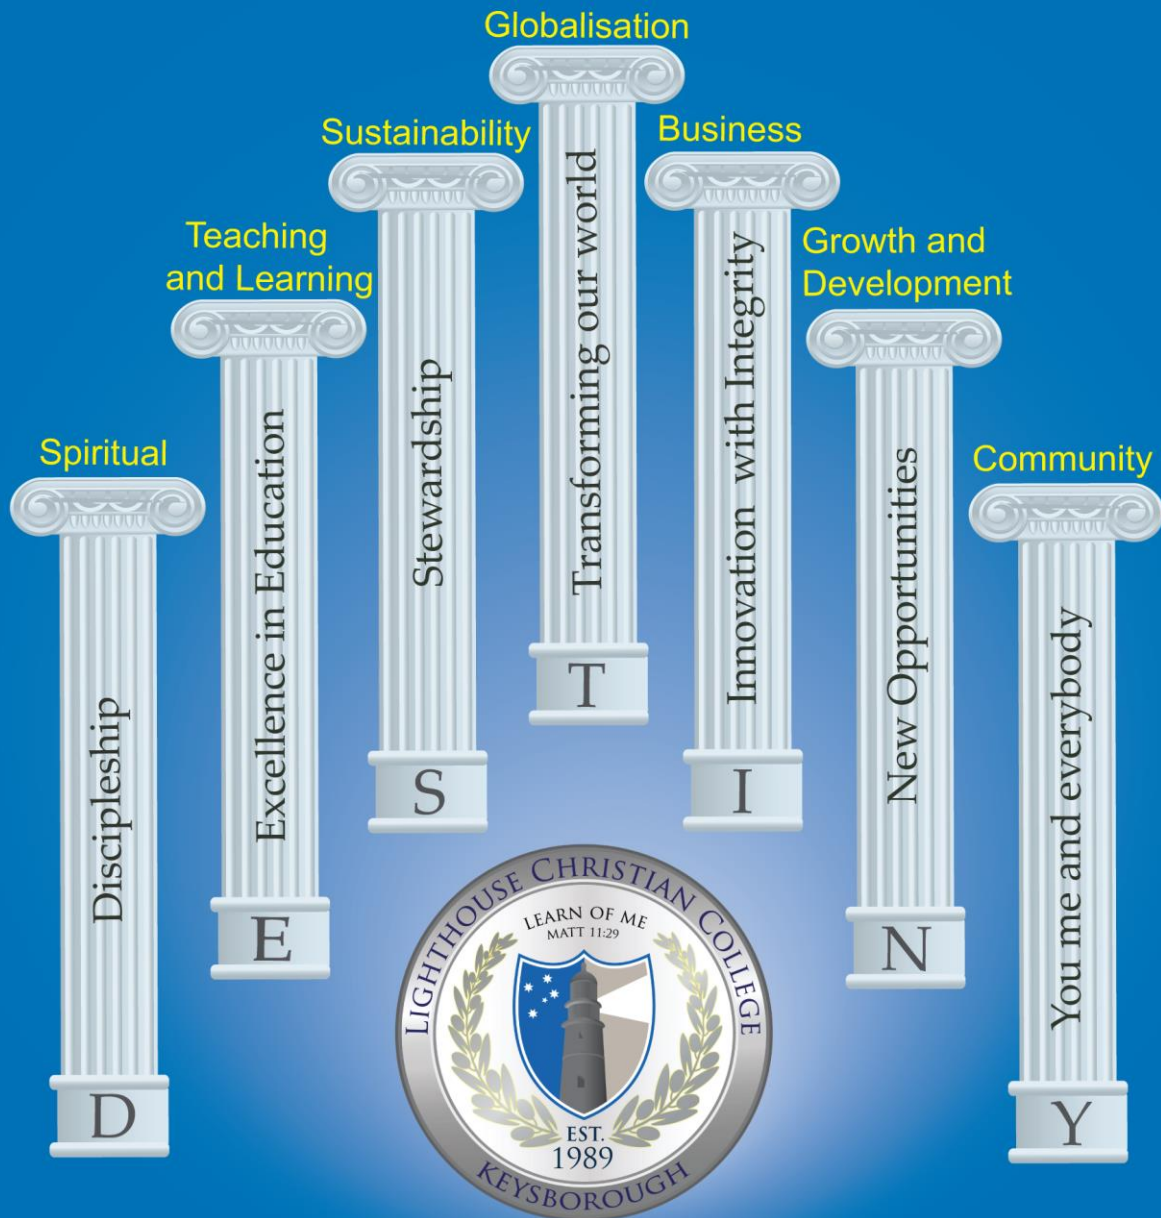 Globalisation
Sustainability
Business
Teaching
and Learning
Growth and
Development
Spiritual
Community
Discipleship
Excellence in Education
Stewardship
Transforming our world
Innovation with Integrity
New Opportunities
You me and everybody
D
E
S
T
I
N
Y
LIGHTHOUSE CHRISTIAN COLLEGE
LEARN OF ME
MATT 11:29
EST.
1989
KEYSBOROUGH